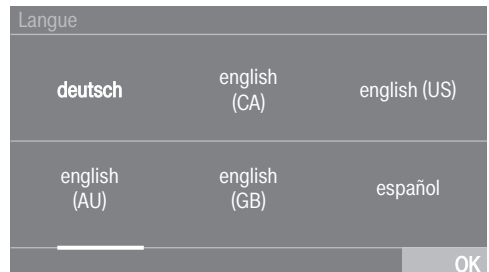 Langue
deutsch
english
(CA)
english (US)
english
(AU)
english
(GB)
español
OK